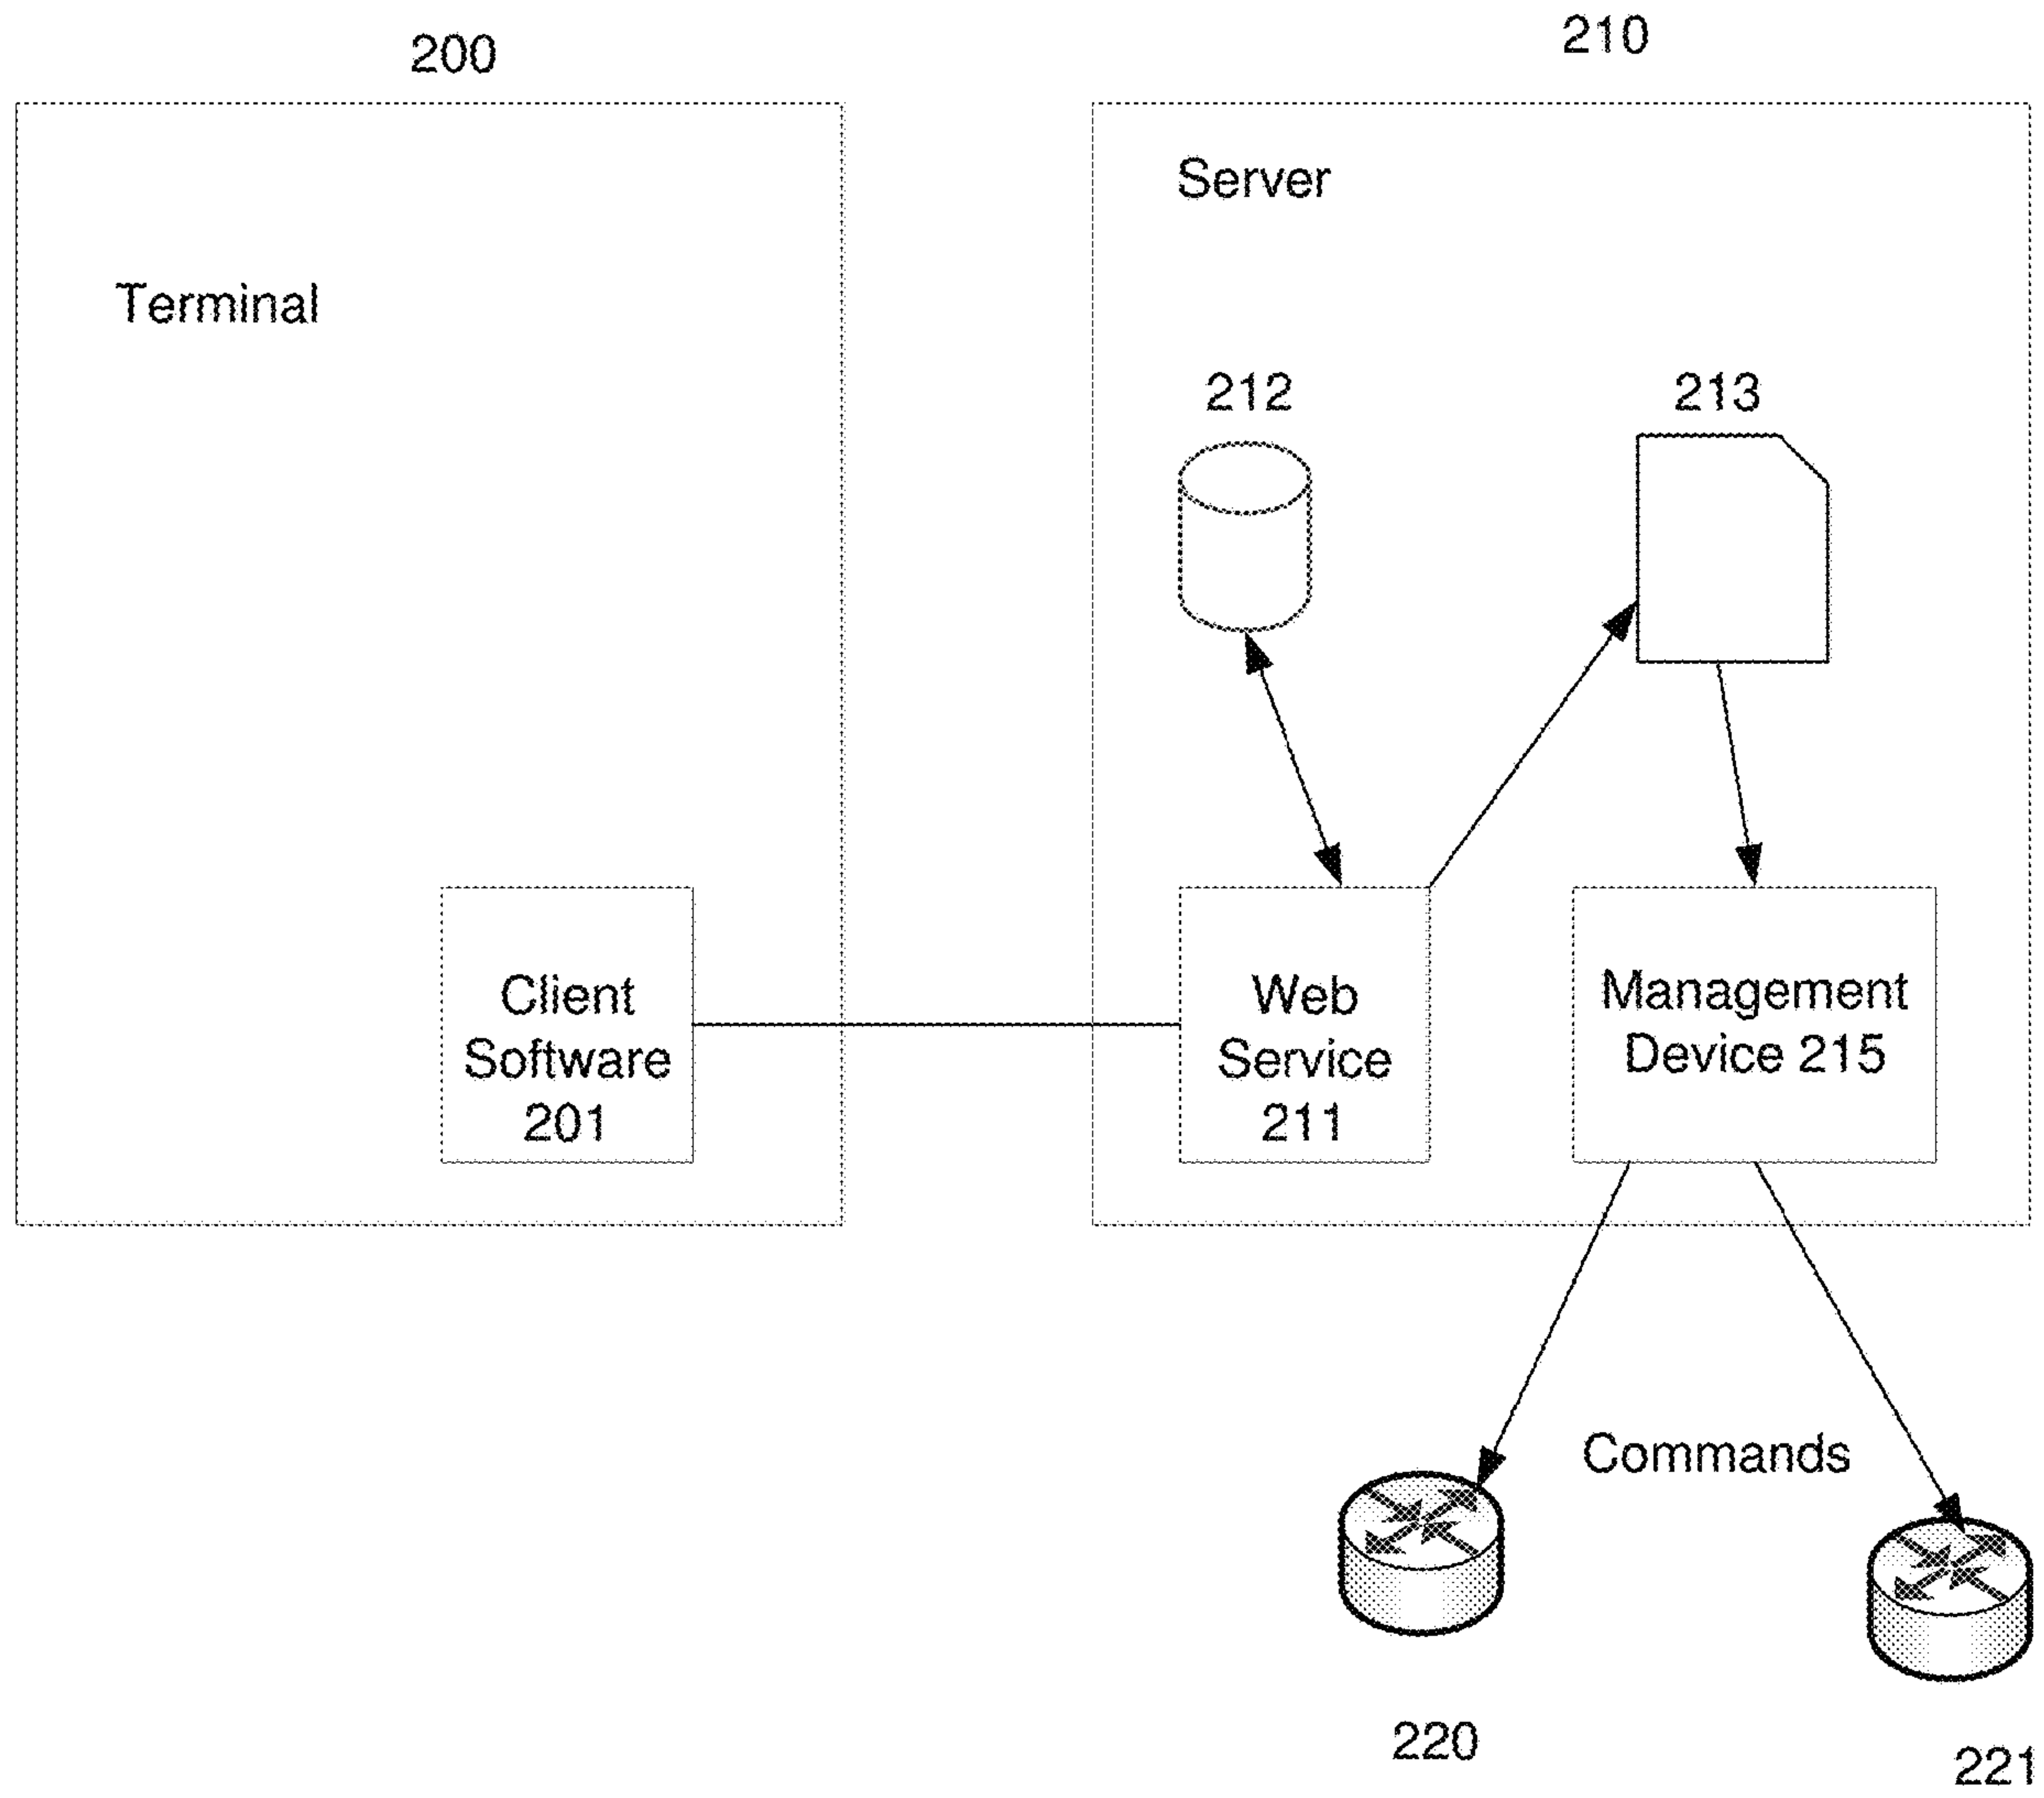 200
210
Server
Terminal
212
213
Client
Software
201
Web
Service
211
Management
Device 215
Commands
220
221